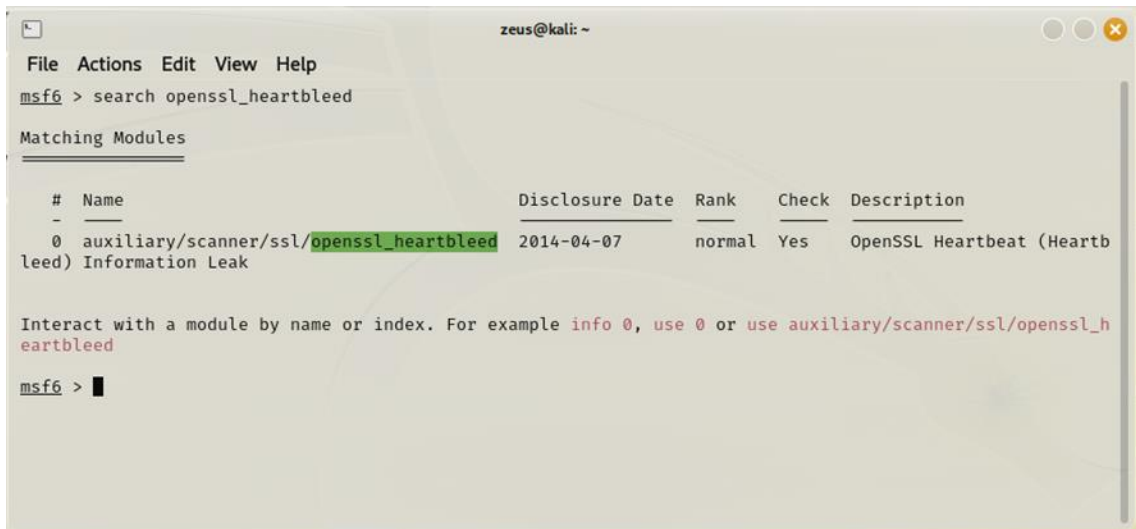 zeus@kali: ~
File Actions Edit View Help
msf6 > search openssl_heartbleed
Matching Modules
# Name Disclosure Date Rank Check Description
- ---- --------------- ---- ----- -----------
0 auxiliary/scanner/ssl/openssl_heartbleed 2014-04-07 normal Yes OpenSSL Heartbeat (Heartb
leed) Information Leak
Interact with a module by name or index. For example info 0, use 0 or use auxiliary/scanner/ssl/openssl_h
eartbleed
msf6 >